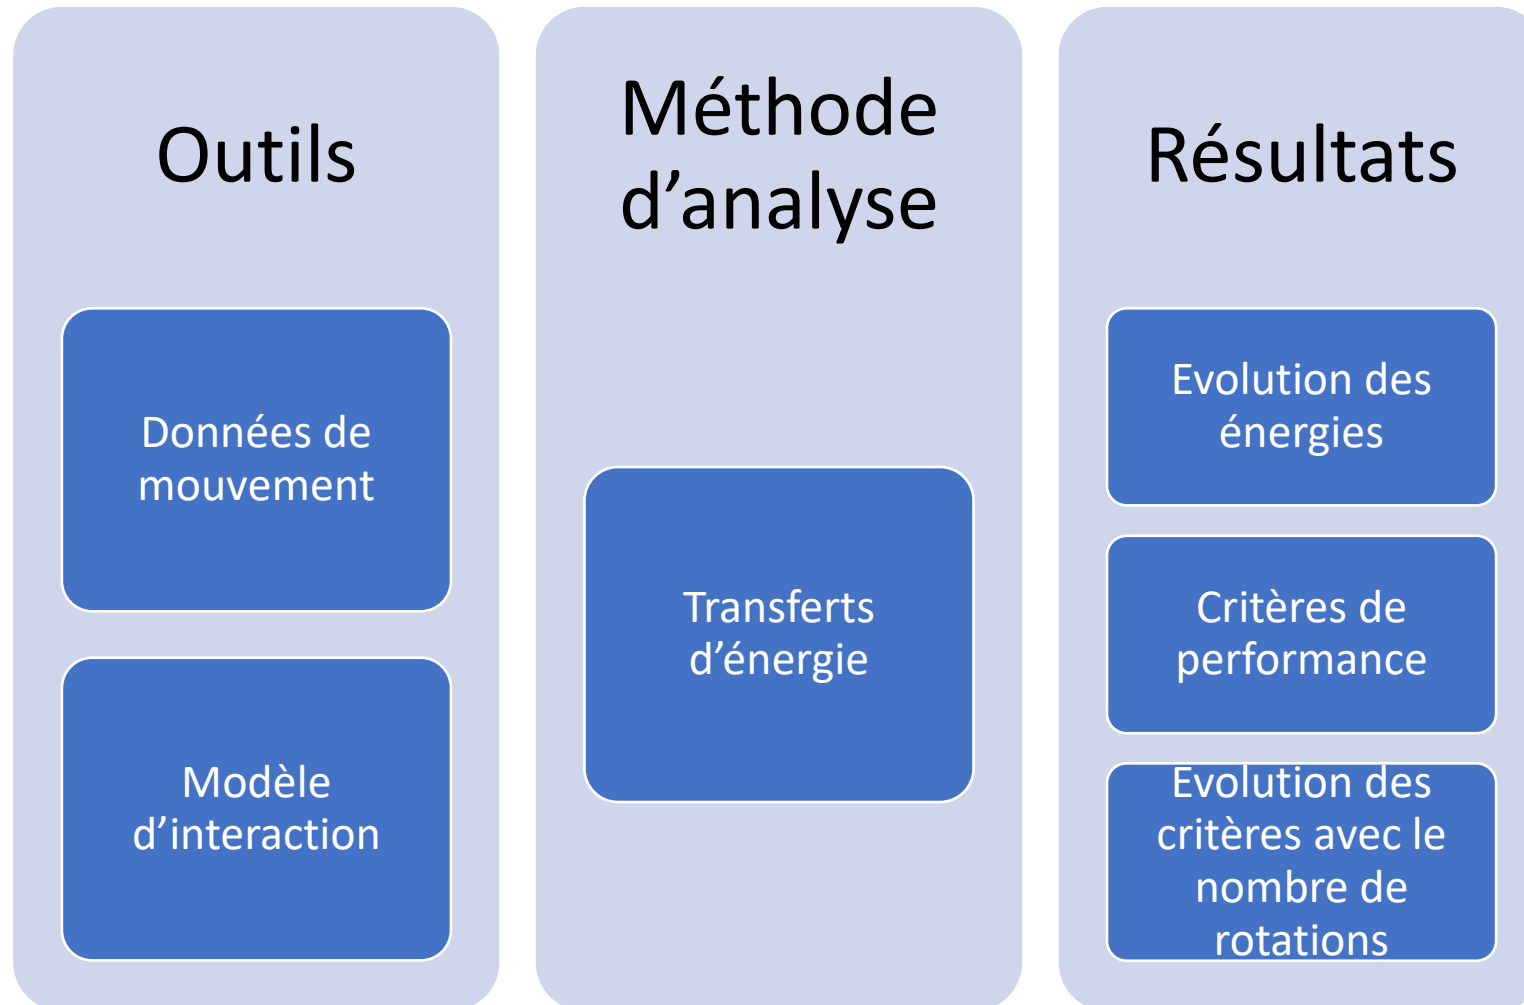 Outils
Données de
mouvement
Modèle
d’interaction
Méthode
d’analyse
Transferts
d’énergie
Résultats
Evolution des
énergies
Critères de
performance
Evolution des
critères avec le
nombre de
rotations